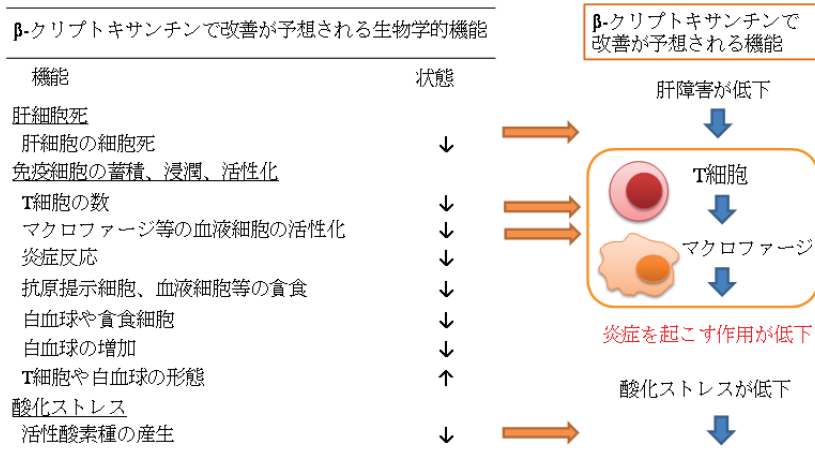 β-クリプトキサンチンで改善が予想される生物学的機能
機能 状態
肝細胞死
肝細胞の細胞死 ↓
免疫細胞の蓄積、浸潤、活性化
T細胞の数 ↓
マクロファージ等の血液細胞の活性化 ↓
炎症反応 ↓
抗原提示細胞、血液細胞等の貪食 ↓
白血球や貪食細胞 ↓
白血球の増加 ↓
T細胞や白血球の形態 ↑
酸化ストレス
活性酸素種の産生 ↓
β-クリプトキサンチンで
改善が予想される機能
肝障害が低下
T細胞
マクロファージ
炎症を起こす作用が低下
酸化ストレスが低下